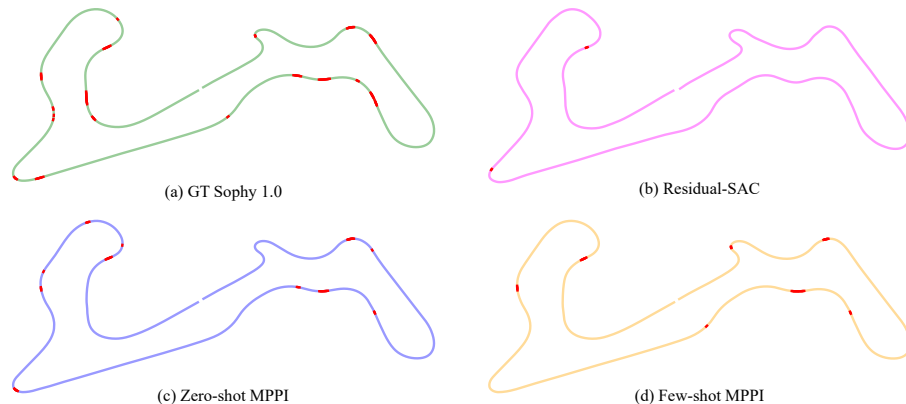 (a) GT Sophy 1.0
(b) Residual-SAC
(c) Zero-shot MPPI
(d) Few-shot MPPI